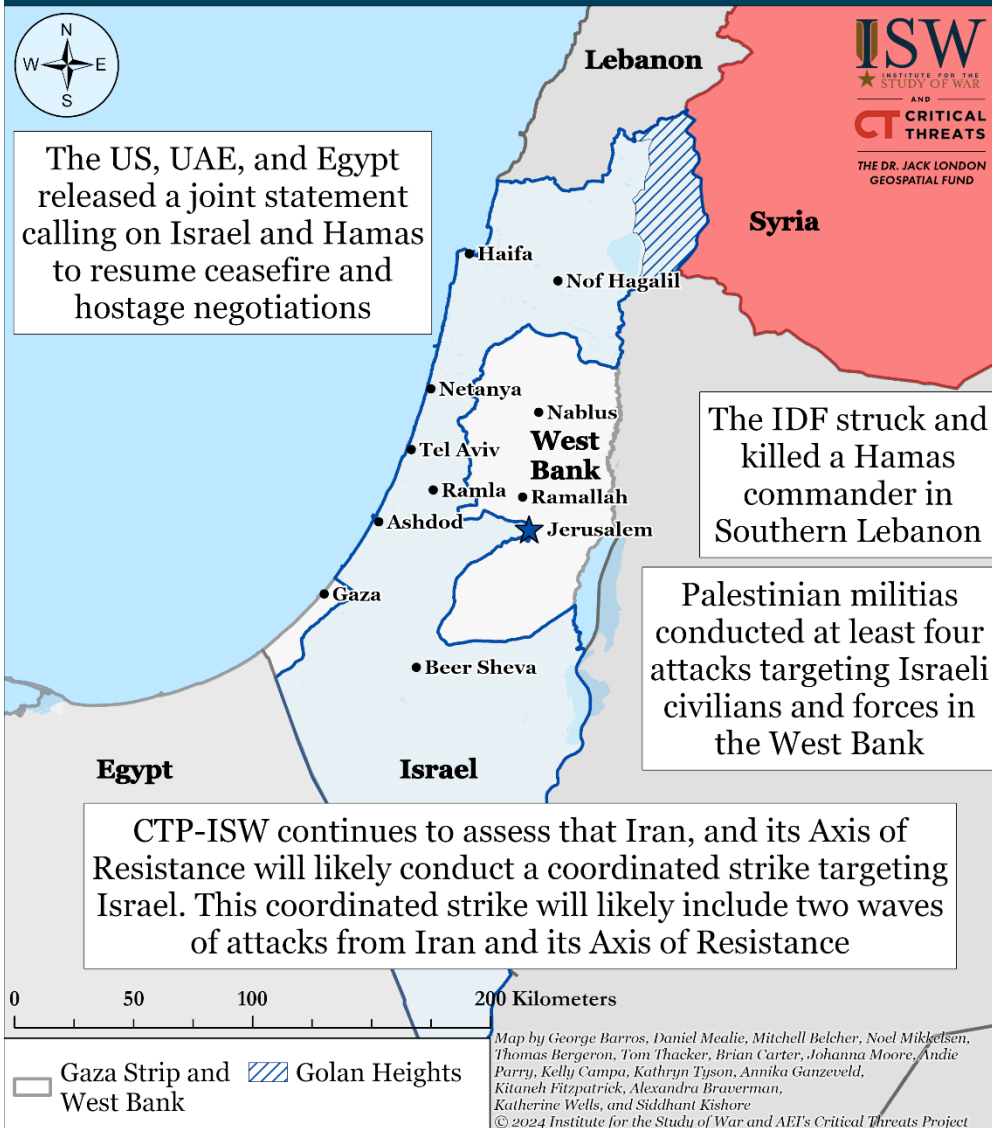 N
W
E
S
Lebanon
ISW
INSTITUTE FOR THE
STUDY OF WAR
AND
CT CRITICAL
THREATS
THE DR. JACK LONDON
GEOSPATIAL FUND
The US, UAE, and Egypt
released a joint statement
calling on Israel and Hamas
to resume ceasefire and
hostage negotiations
Syria
Haifa
Nof Hagalil
Netanya
Nablus
West
Bank
Tel Aviv
Ramla
Ramallah
Ashdod
Jerusalem
The IDF struck and
killed a Hamas
commander in
Southern Lebanon
Gaza
Beer Sheva
Palestinian militias
conducted at least four
attacks targeting Israeli
civilians and forces in
the West Bank
Egypt
Israel
CTP-ISW continues to assess that Iran, and its Axis of
Resistance will likely conduct a coordinated strike targeting
Israel. This coordinated strike will likely include two waves
of attacks from Iran and its Axis of Resistance
0 50 100 200 Kilometers
Gaza Strip and
West Bank
Golan Heights
Map by George Barros, Daniel Mealie, Mitchell Belcher, Noel Mikkelsen,
Thomas Bergeron, Tom Thacker, Brian Carter, Johanna Moore, Andie
Parry, Kelly Campa, Kathryn Tyson, Annika Ganzeveld,
Kitaneh Fitzpatrick, Alexandra Braverman,
Katherine Wells, and Siddhant Kishore
© 2024 Institute for the Study of War and AEI's Critical Threats Project